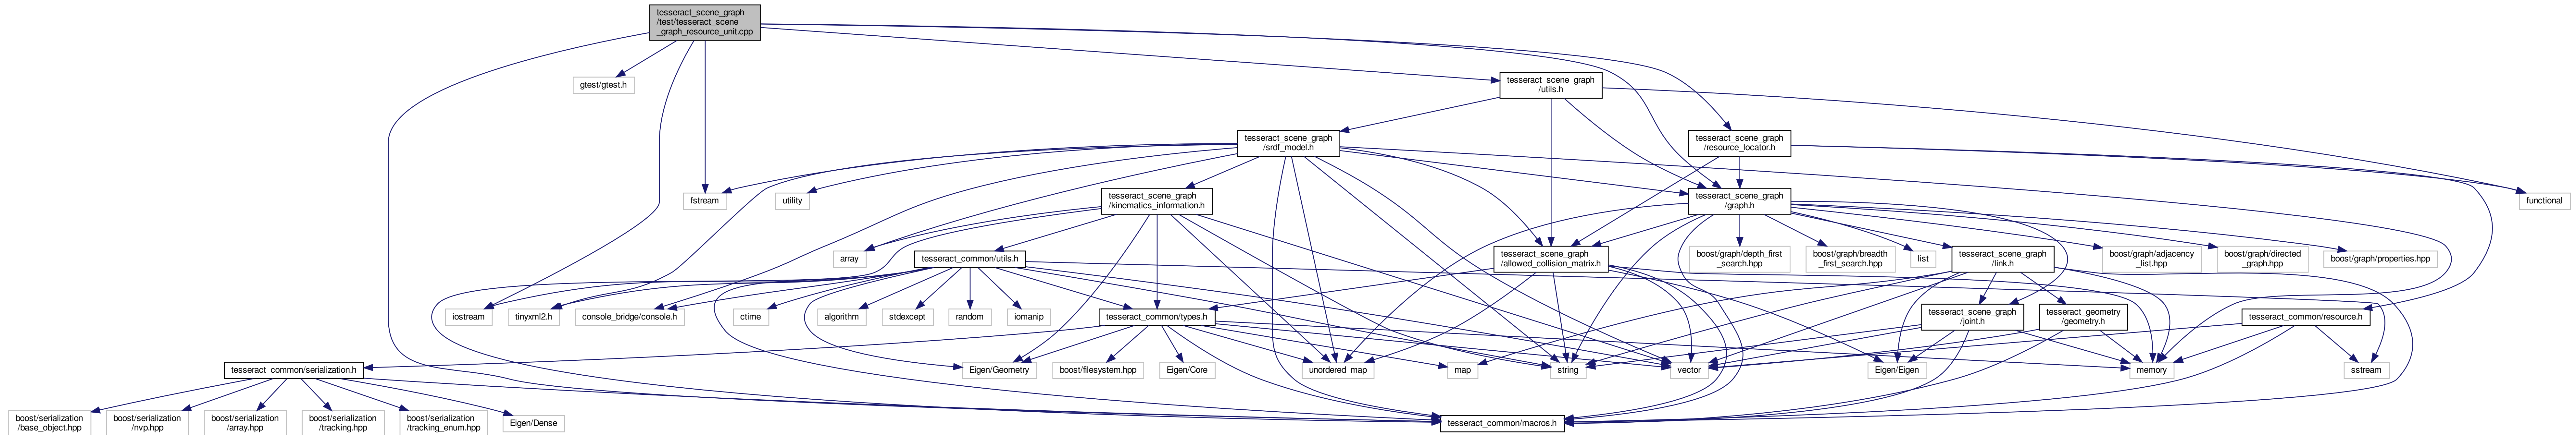 tesseract_scene_graph
/test/tesseract_scene
_graph_resource_unit.cpp
gtest/gtest.h
tesseract_scene_graph
/utils.h
tesseract_scene_graph
/srdf_model.h
tesseract_scene_graph
/resource_locator.h
fstream
utility
tesseract_scene_graph
/kinematics_information.h
tesseract_scene_graph
/graph.h
functional
array
tesseract_common/utils.h
tesseract_scene_graph
/allowed_collision_matrix.h
boost/graph/depth_first
_search.hpp
boost/graph/breadth
_first_search.hpp
list
tesseract_scene_graph
/link.h
boost/graph/adjacency
_list.hpp
boost/graph/directed
_graph.hpp
boost/graph/properties.hpp
iostream
tinyxml2.h
console_bridge/console.h
ctime
algorithm
stdexcept
random
iomanip
tesseract_common/types.h
tesseract_scene_graph
/joint.h
tesseract_geometry
/geometry.h
tesseract_common/resource.h
tesseract_common/serialization.h
Eigen/Geometry
boost/filesystem.hpp
Eigen/Core
unordered_map
map
string
vector
Eigen/Eigen
memory
sstream
boost/serialization
/base_object.hpp
boost/serialization
/nvp.hpp
boost/serialization
/array.hpp
boost/serialization
/tracking.hpp
boost/serialization
/tracking_enum.hpp
Eigen/Dense
tesseract_common/macros.h